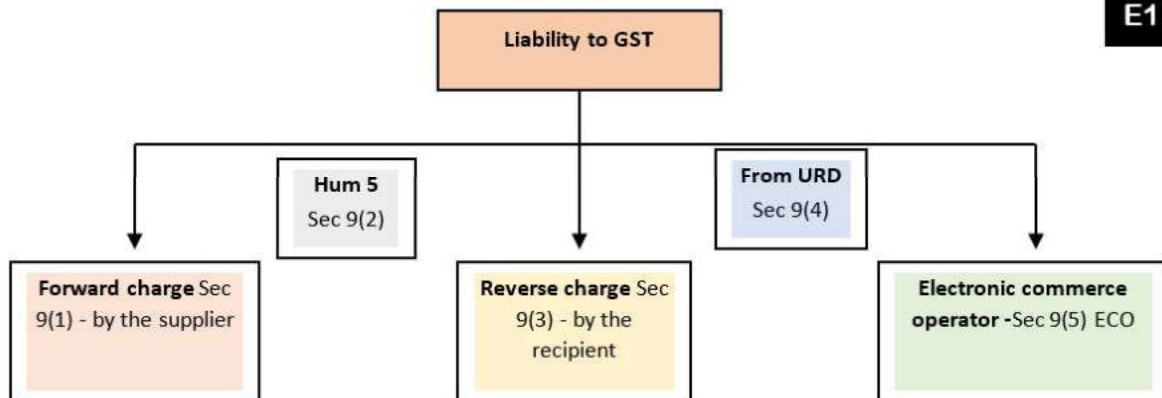 E1
Liability to GST
Hum 5
Sec 9(2)
From URD
Sec 9(4)
Forward charge Sec
9(1) - by the supplier
Reverse charge Sec
9(3) - by the
recipient
Electronic commerce
operator -Sec 9(5) ECO